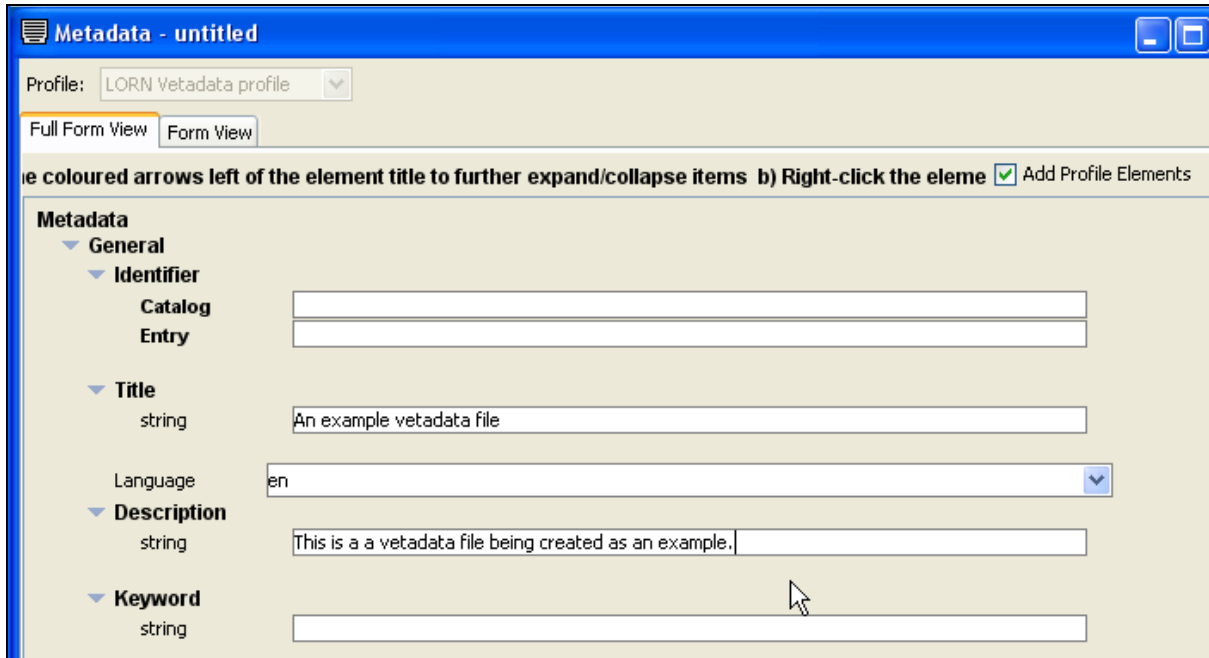 Metadata - untitled
Profile: LORN Vetadata profile
Full Form View Form View
e coloured arrows left of the element title to further expand/collapse items b) Right-click the eleme Add Profile Elements
Metadata
General
Identifier
Catalog
Entry
Title
string An example vetadata file
Language en
Description
string This is a a vetadata file being created as an example.
Keyword
string